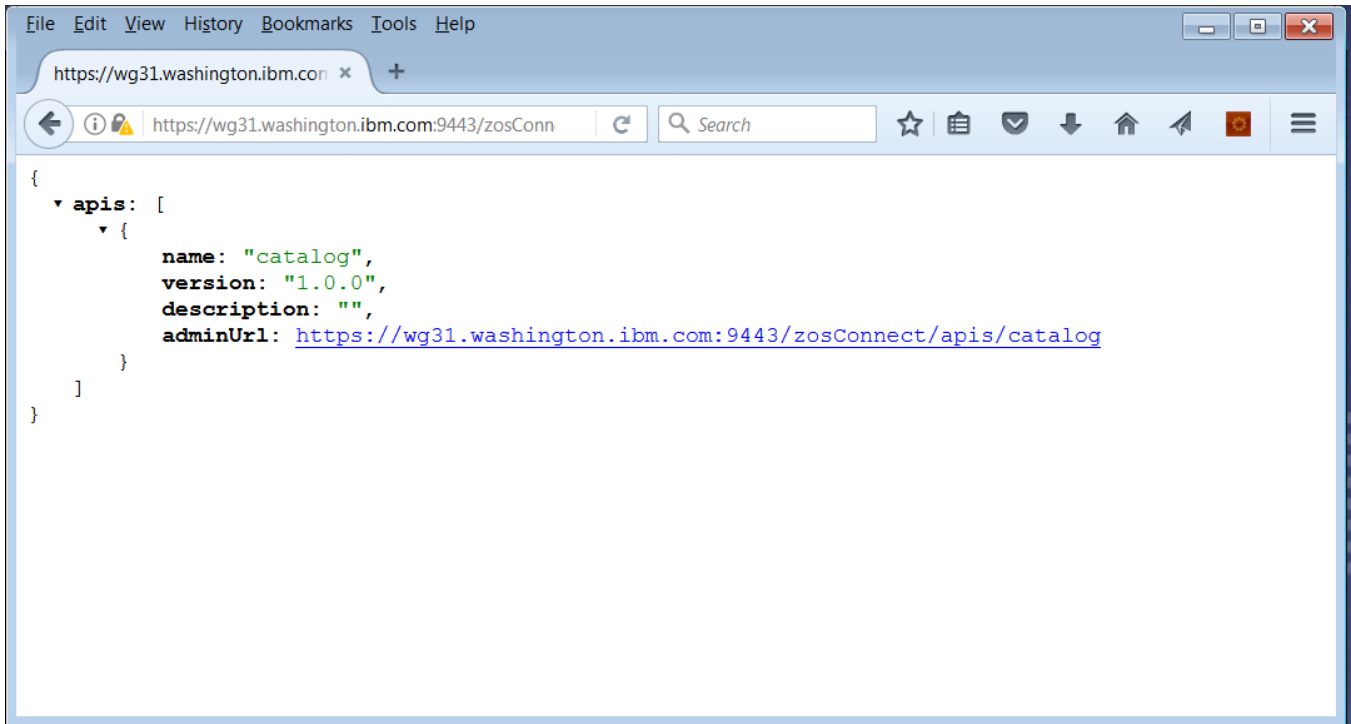 File Edit View History Bookmarks Tools Help
https://wg31.washington.ibm.con
https://wg31.washington.ibm.com:9443/zosConn
Search
{
apis: [
{
name: "catalog",
version: "1.0.0",
description: "",
adminUrl: https://wg31.washington.ibm.com:9443/zosConnect/apis/catalog
}
]
}